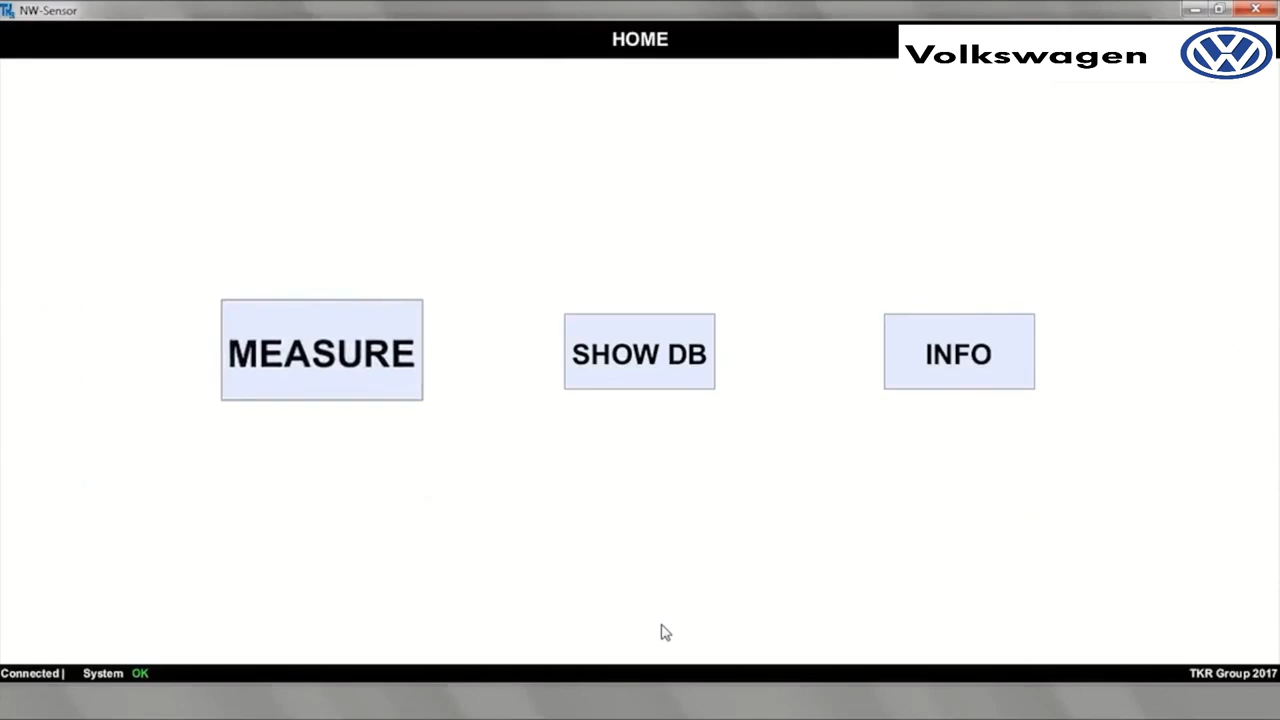 NW-Sensor
HOME
Volkswagen
MEASURE
SHOW DB
INFO
Connected | System OK
TKR Group 2017